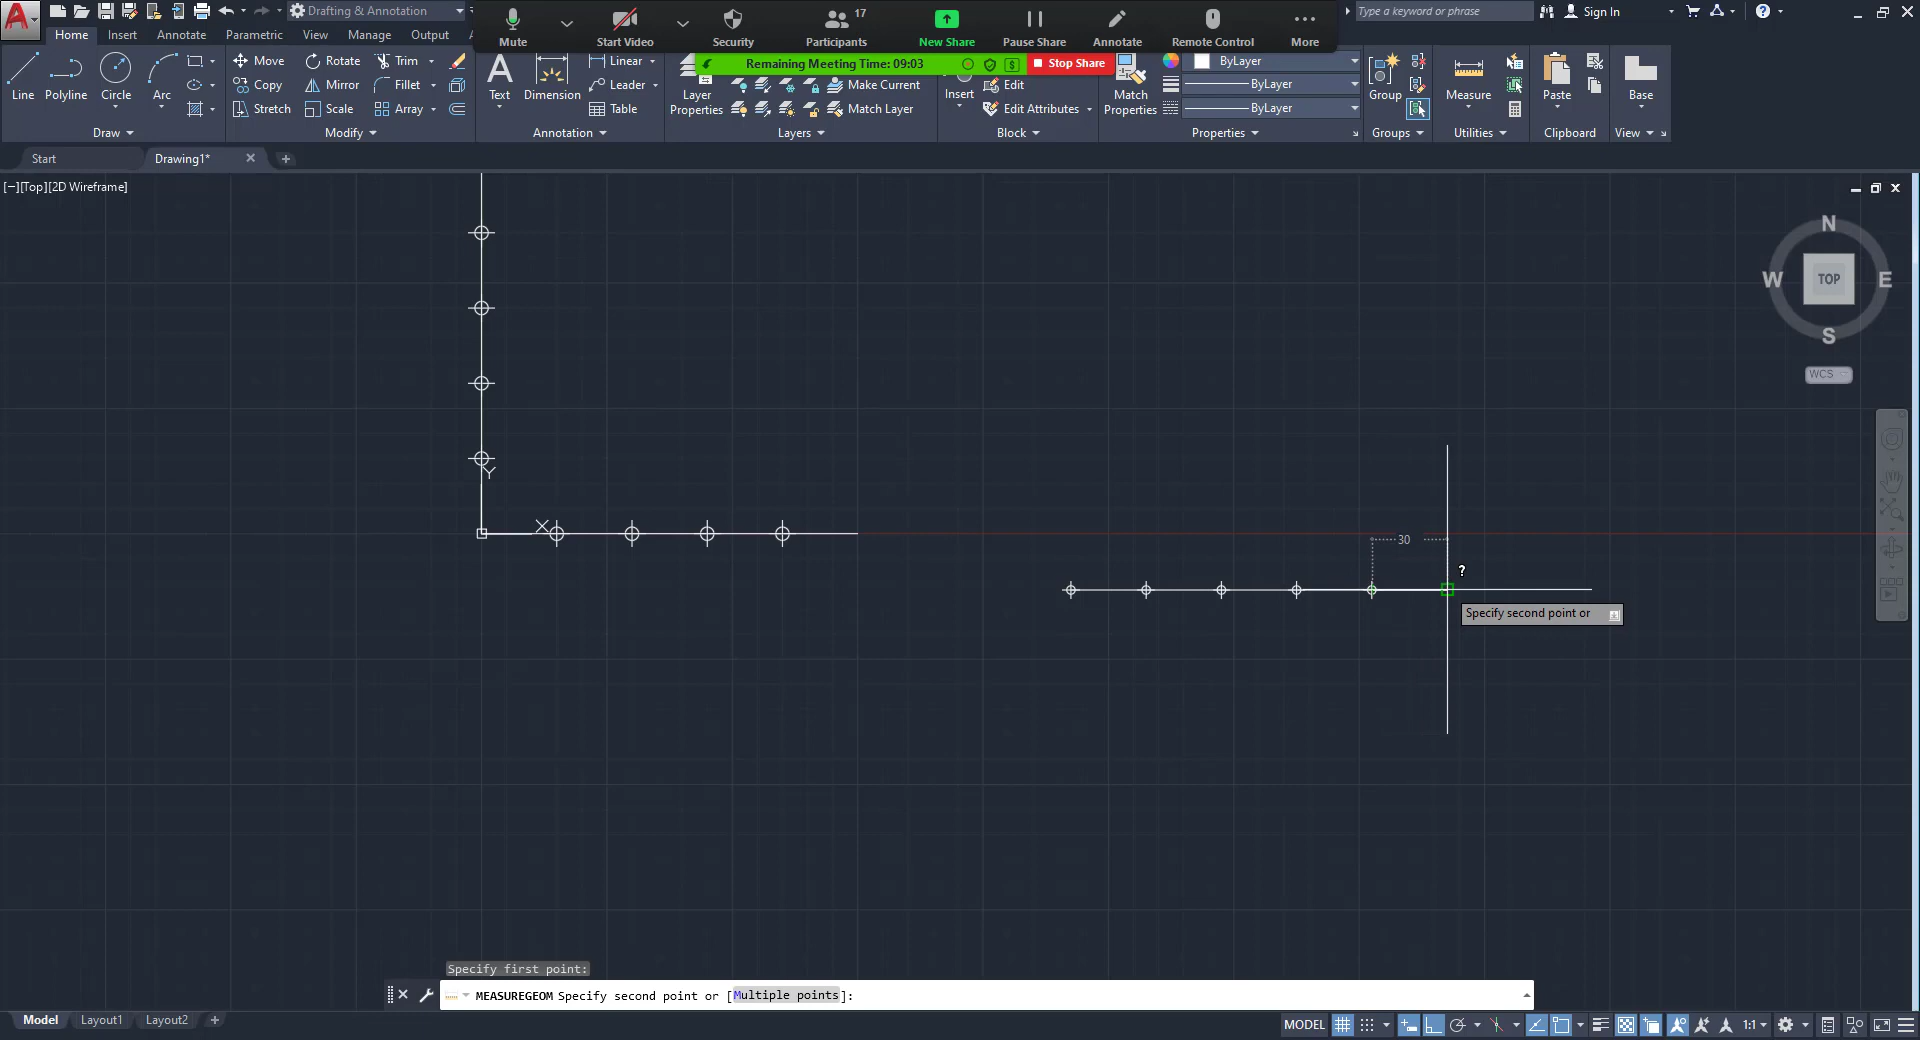 Drafting & Annotation
17
Mute
Start Video
Security
Participants
New Share
Pause Share
Annotate
Remote Control
More
Type a keyword or phrase
Sign In
Home
Insert
Annotate
Parametric
View
Manage
Output
Remaining Meeting Time: 09:03
Stop Share
Line
Polyline
Circle
Arc
Draw
Move
Rotate
Trim
Copy
Mirror
Fillet
Stretch
Scale
Array
Modify
Text
Dimension
Linear
Leader
Table
Annotation
Layer
Properties
Make Current
Match Layer
Layers
Insert
Edit
Edit Attributes
Block
Match
Properties
ByLayer
ByLayer
ByLayer
Properties
Group
Groups
Measure
Utilities
Paste
Clipboard
Base
View
Start
Drawing1*
[−][Top][2D Wireframe]
N
W
TOP
E
S
WCS
Y
X
30
?
Specify second point or
Specify first point:
MEASUREGEOM Specify second point or [Multiple points]:
Model
Layout1
Layout2
MODEL
1:1